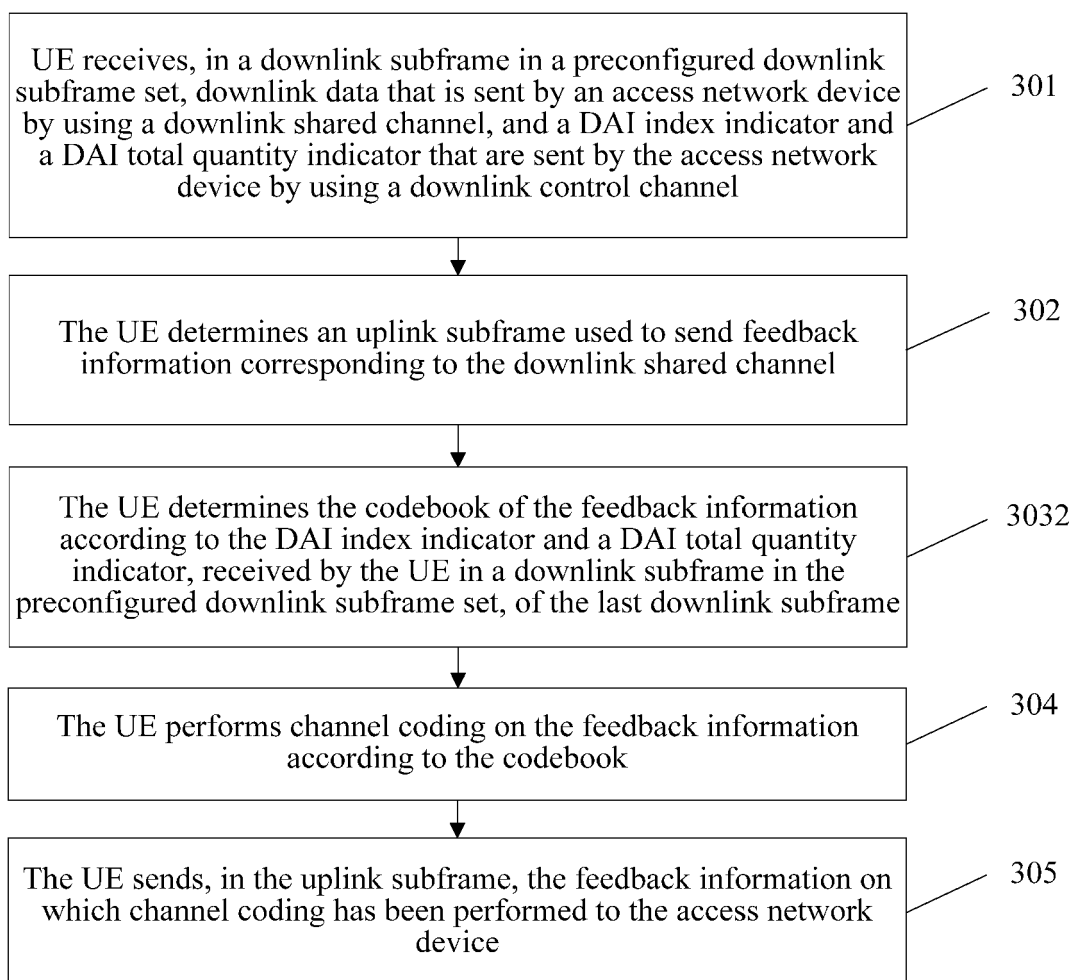 UE receives, in a downlink subframe in a preconfigured downlink
subframe set, downlink data that is sent by an access network device
by using a downlink shared channel, and a DAI index indicator and
a DAI total quantity indicator that are sent by the access network
device by using a downlink control channel
301
The UE determines an uplink subframe used to send feedback
information corresponding to the downlink shared channel
302
The UE determines the codebook of the feedback information
according to the DAI index indicator and a DAI total quantity
indicator, received by the UE in a downlink subframe in the
preconfigured downlink subframe set, of the last downlink subframe
3032
The UE performs channel coding on the feedback information
according to the codebook
304
The UE sends, in the uplink subframe, the feedback information on
which channel coding has been performed to the access network
device
305